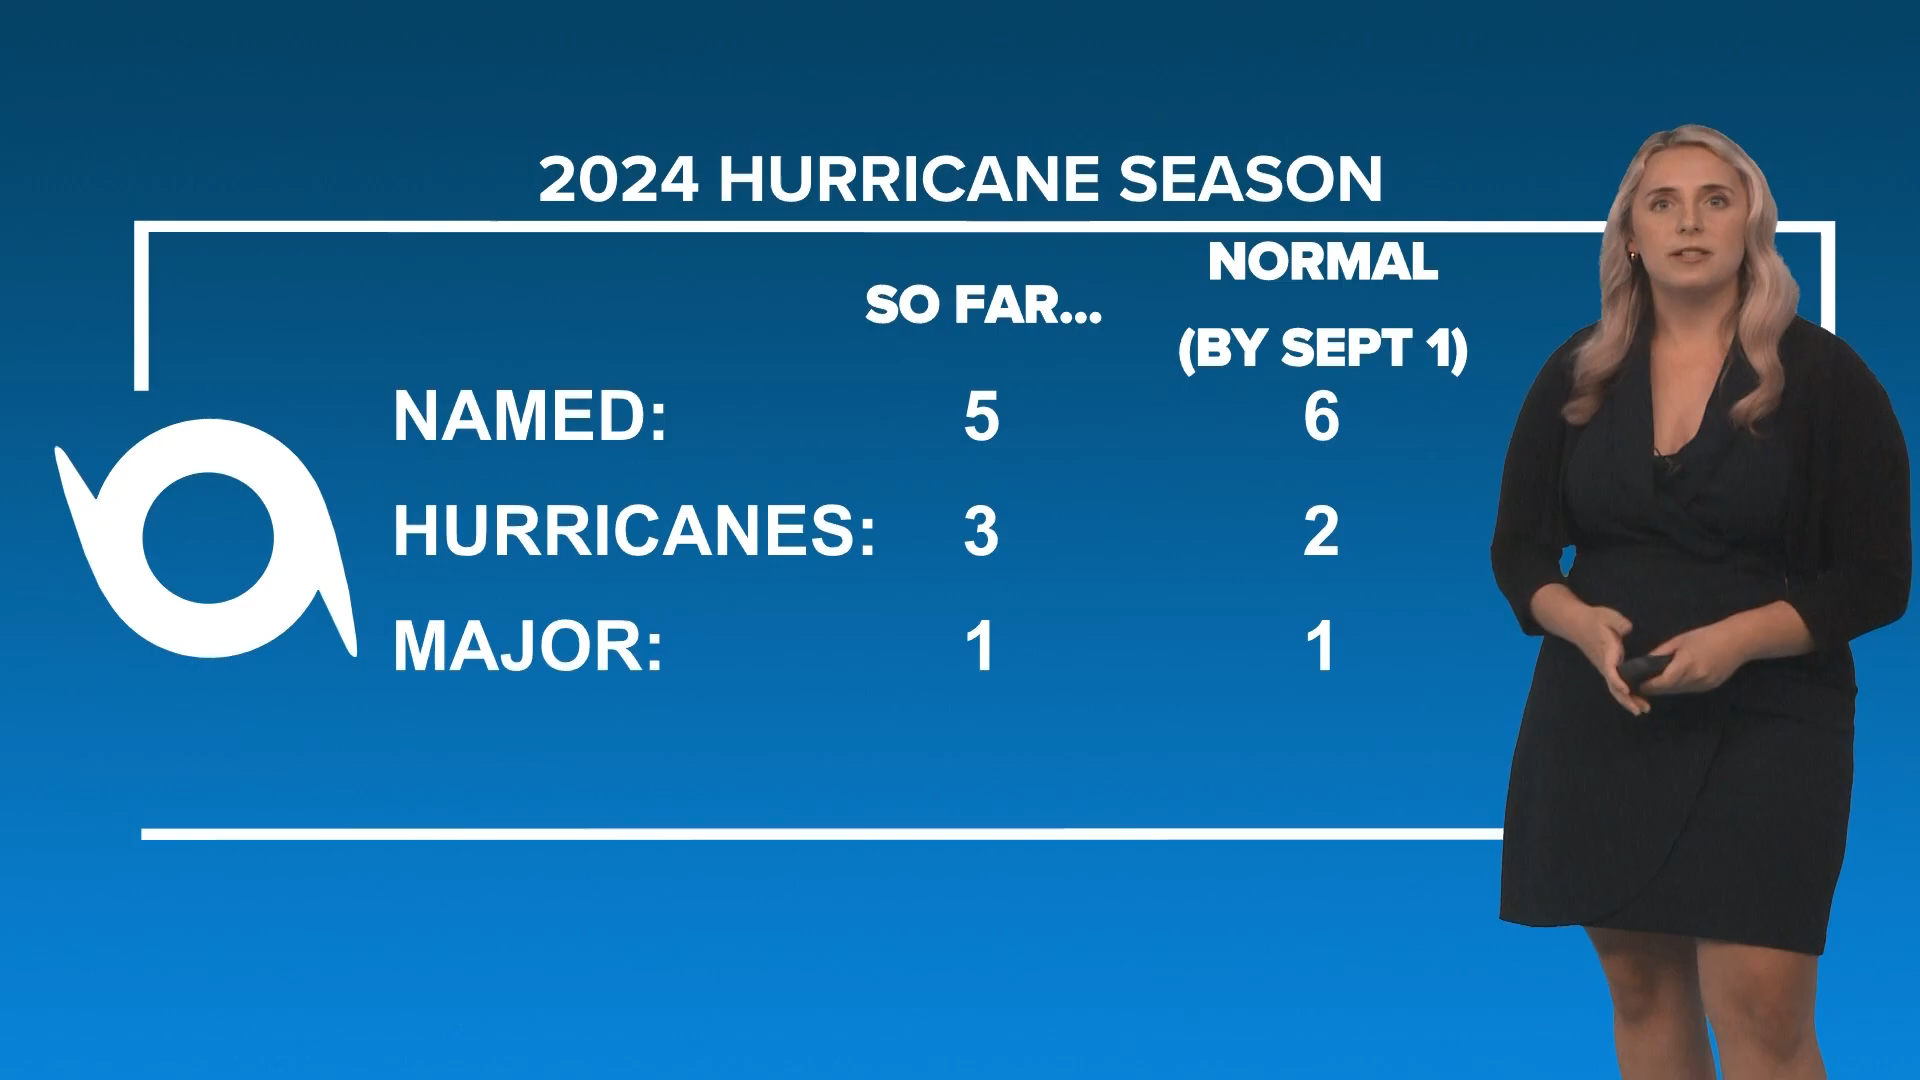 2024 HURRICANE SEASON
NORMAL
SO FAR...
(BY SEPT 1)
NAMED: 5 6
HURRICANES: 3 2
MAJOR: 1 1